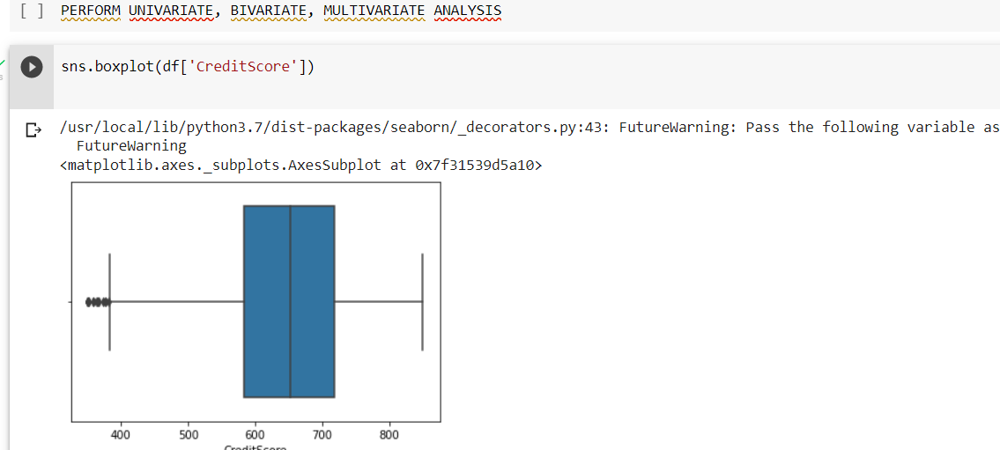 [ ] PERFORM UNIVARIATE, BIVARIATE, MULTIVARIATE ANALYSIS
sns.boxplot(df['CreditScore'])
/usr/local/lib/python3.7/dist-packages/seaborn/_decorators.py:43: FutureWarning: Pass the following variable as
FutureWarning
<matplotlib.axes._subplots.AxesSubplot at 0x7f31539d5a10>
400 500 600 700 800
CreditScore